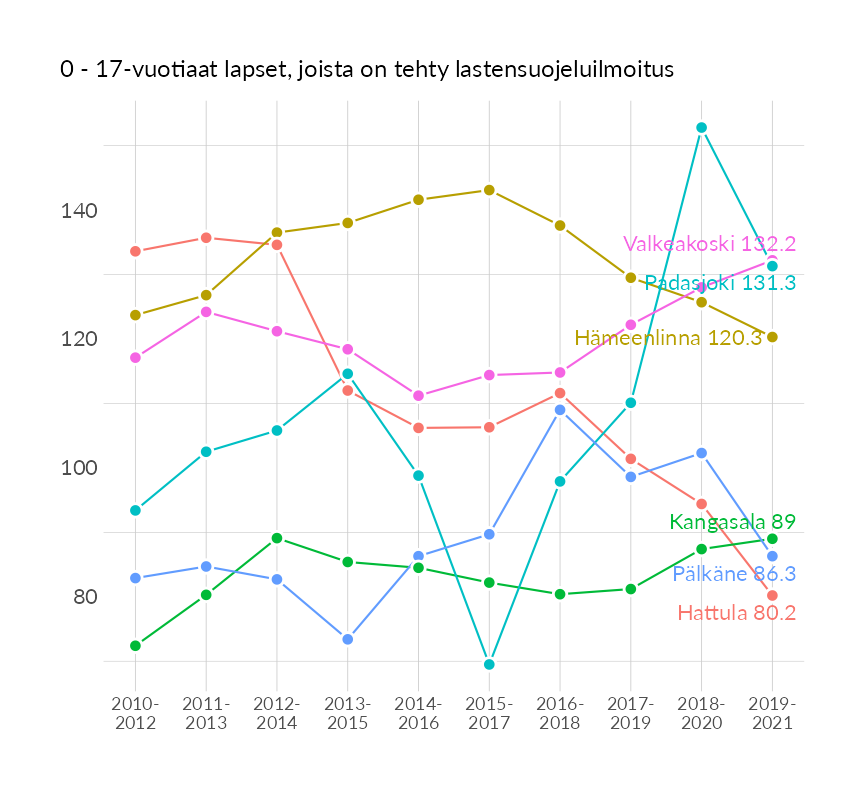 0 - 17-vuotiaat lapset, joista on tehty lastensuojeluilmoitus
140
120
100
80
Valkeakoski 132.2
Padasjoki 131.3
Hämeenlinna 120.3
Kangasala 89
Pälkäne 86.3
Hattula 80.2
2010-2012
2011-2013
2012-2014
2013-2015
2014-2016
2015-2017
2016-2018
2017-2019
2018-2020
2019-2021